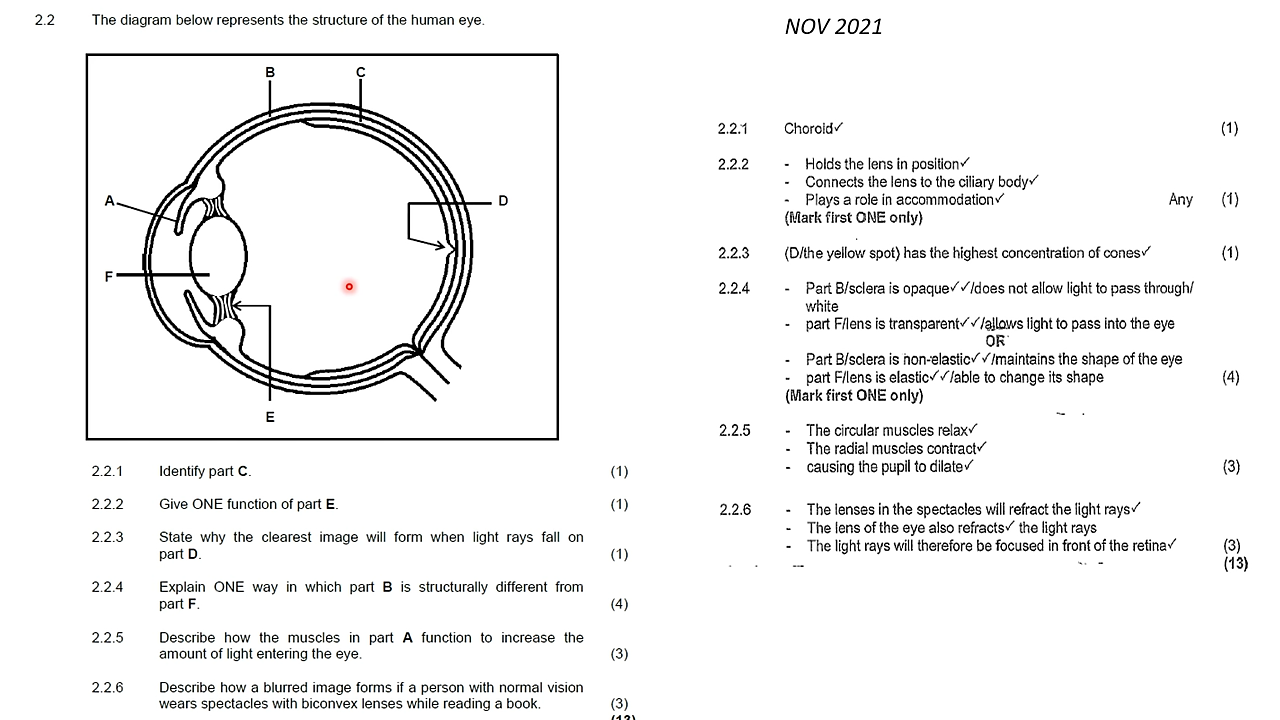 2.2 The diagram below represents the structure of the human eye.
B C
A
D
F
E
2.2.1 Identify part C. (1)
2.2.2 Give ONE function of part E. (1)
2.2.3 State why the clearest image will form when light rays fall on
part D. (1)
2.2.4 Explain ONE way in which part B is structurally different from
part F. (4)
2.2.5 Describe how the muscles in part A function to increase the
amount of light entering the eye. (3)
2.2.6 Describe how a blurred image forms if a person with normal vision
wears spectacles with biconvex lenses while reading a book. (3)
(13)
NOV 2021
2.2.1 Choroid✓ (1)
2.2.2 - Holds the lens in position✓
- Connects the lens to the ciliary body✓
- Plays a role in accommodation✓ Any (1)
(Mark first ONE only)
2.2.3 (D/the yellow spot) has the highest concentration of cones✓ (1)
2.2.4 - Part B/sclera is opaque✓✓/does not allow light to pass through/
white
- part F/lens is transparent✓✓/allows light to pass into the eye
OR
- Part B/sclera is non-elastic✓✓/maintains the shape of the eye
- part F/lens is elastic✓✓/able to change its shape (4)
(Mark first ONE only)
2.2.5 - The circular muscles relax✓
- The radial muscles contract✓
- causing the pupil to dilate✓ (3)
2.2.6 - The lenses in the spectacles will refract the light rays✓
- The lens of the eye also refracts✓ the light rays
- The light rays will therefore be focused in front of the retina✓ (3)
(13)